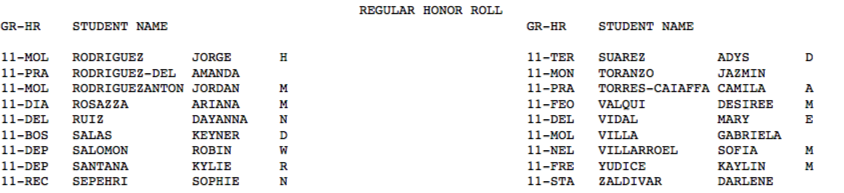 REGULAR HONOR ROLL
GR-HR STUDENT NAME
11-MOL RODRIGUEZ JORGE H
11-PRA RODRIGUEZ-DEL AMANDA
11-MOL RODRIGUEZANTON JORDAN M
11-DIA ROSAZZA ARIANA M
11-DEL RUIZ DAYANNA N
11-BOS SALAS KEYNER D
11-DEP SALOMON ROBIN W
11-DEP SANTANA KYLIE R
11-REC SEPEHRI SOPHIE N
GR-HR STUDENT NAME
11-TER SUAREZ ADYS D
11-MON TORANZO JAZMIN
11-PRA TORRES-CAIAFFA CAMILA A
11-FEO VALQUI DESIREE M
11-DEL VIDAL MARY E
11-MOL VILLA GABRIELA
11-NEL VILLARROEL SOFIA M
11-FRE YUDICE KAYLIN M
11-STA ZALDIVAR DARLENE